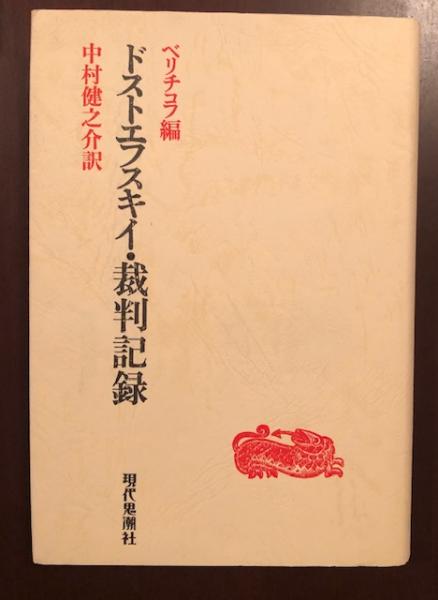 ベリチコフ編
ドストエフスキイ・裁判記録
中村健之介訳
現代思潮社